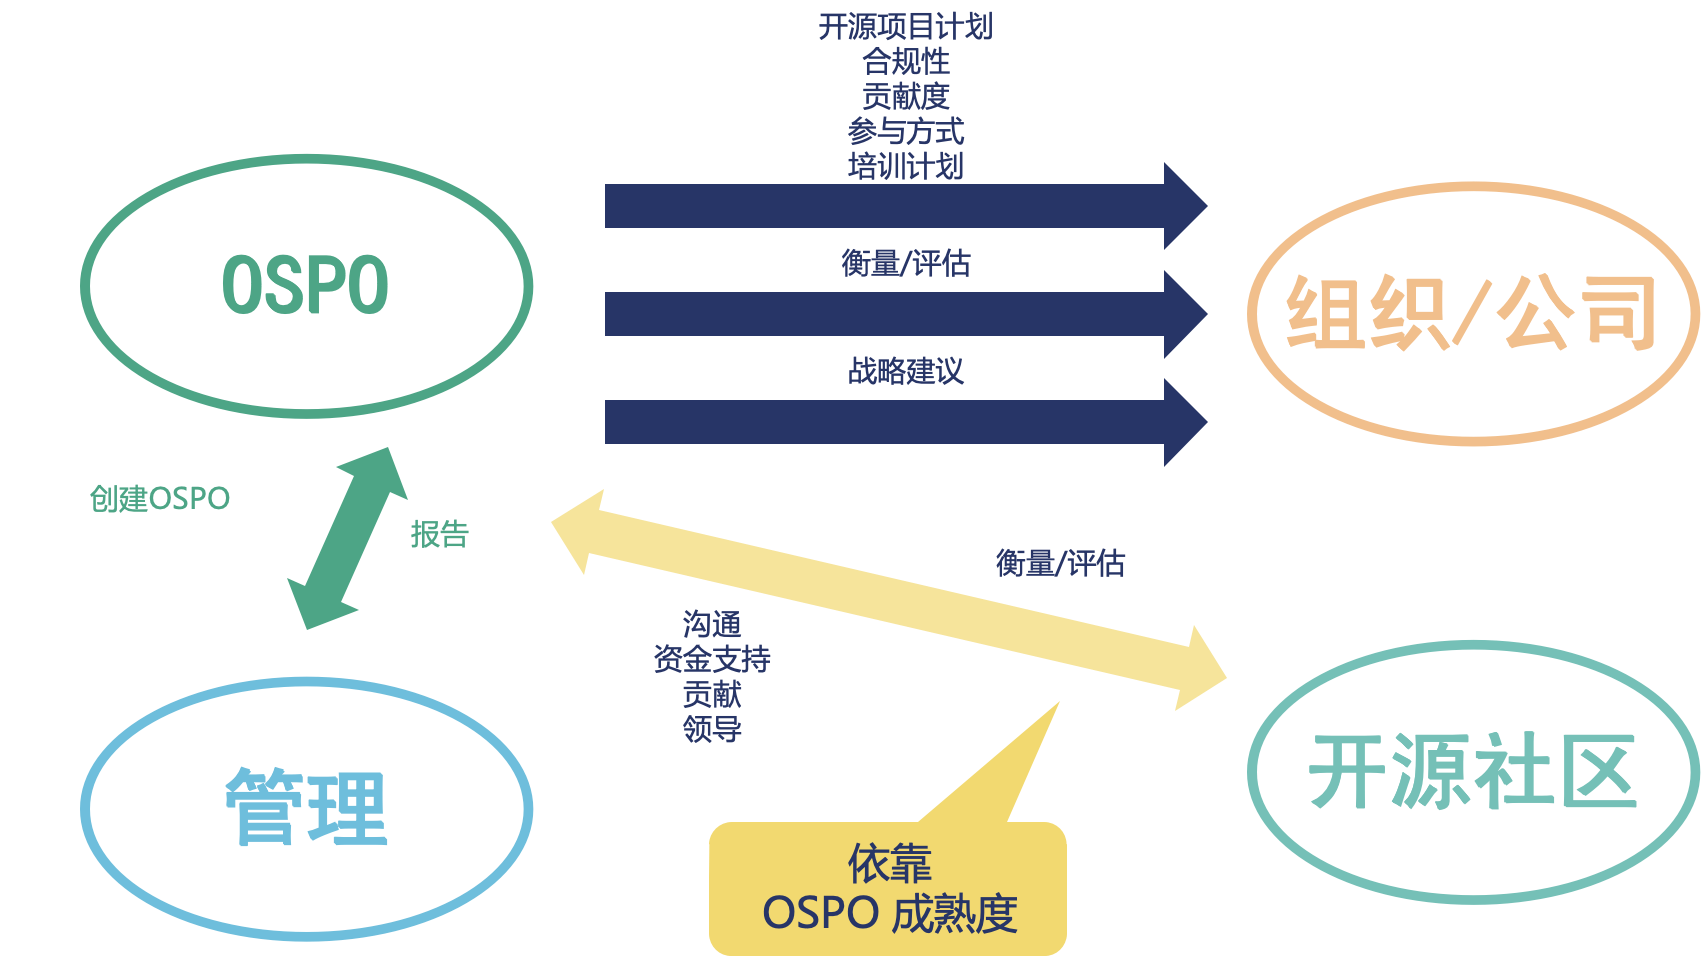 开源项目计划
合规性
贡献度
参与方式
培训计划
OSPO
衡量/评估
组织/公司
战略建议
创建OSPO
报告
衡量/评估
沟通
资金支持
贡献
领导
管理
开源社区
依靠
OSPO 成熟度